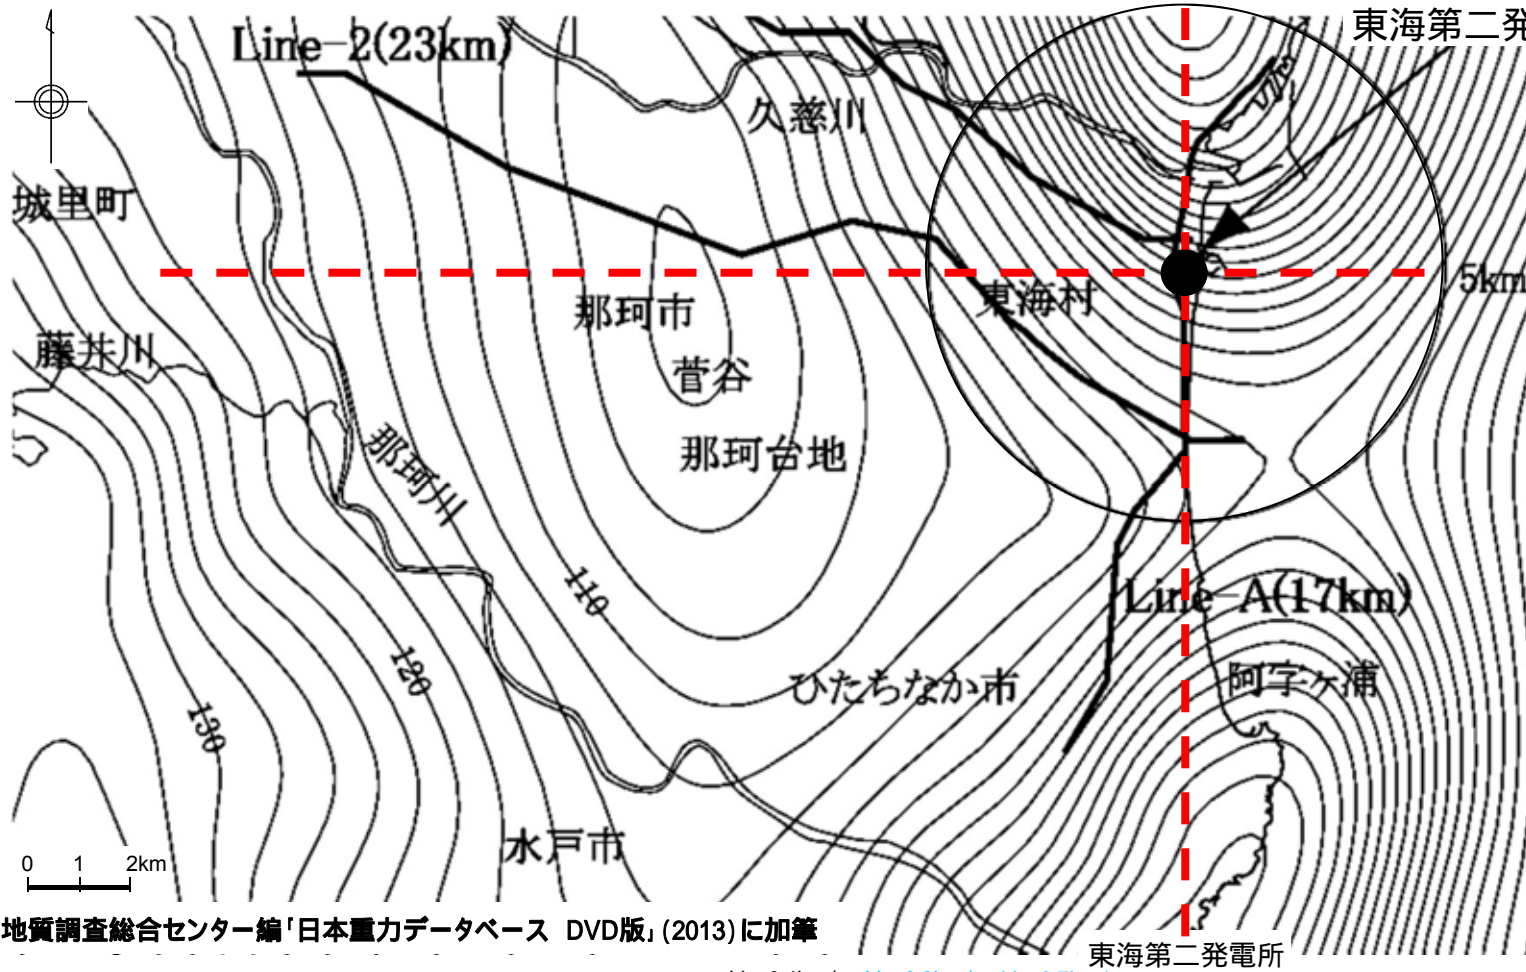 東海第二発
Line-2(23km)
久慈川
城里町
5km
東海村
那珂市
藤井川
菅谷
那珂台地
那珂川
110
Line-A(17km)
120
ひたちなか市
阿字ヶ浦
130
水戸市
0 1 2km
地質調査総合センター編「日本重力データベース DVD版」(2013)に加筆
東海第二発電所